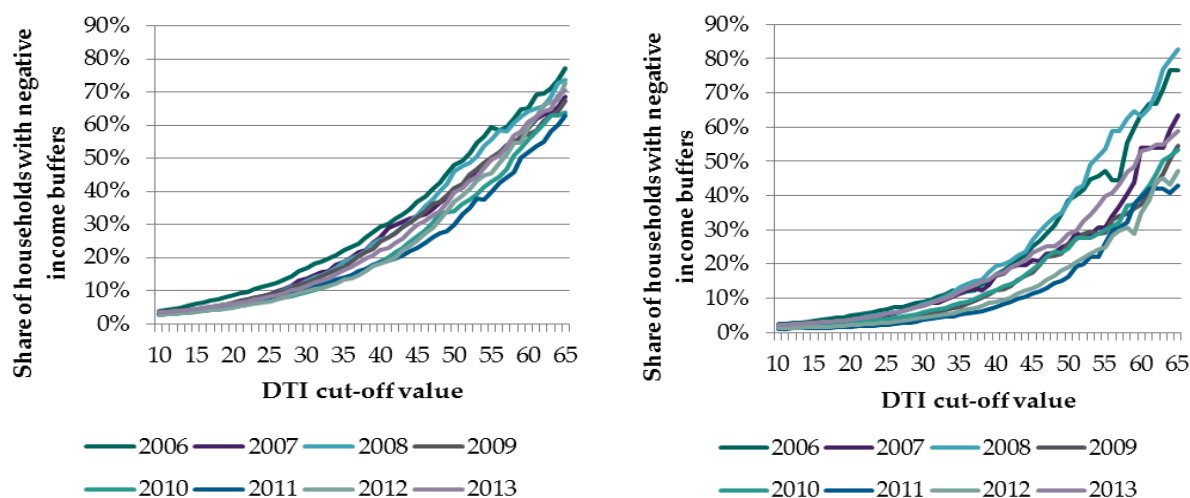 90%
80%
70%
60%
50%
40%
30%
20%
10%
0%
Share of households with negative
income buffers
10 15 20 25 30 35 40 45 50 55 60 65
DTI cut-off value
2006 2007 2008 2009
2010 2011 2012 2013
90%
80%
70%
60%
50%
40%
30%
20%
10%
0%
Share of households with negative
income buffers
10 15 20 25 30 35 40 45 50 55 60 65
DTI cut-off value
2006 2007 2008 2009
2010 2011 2012 2013